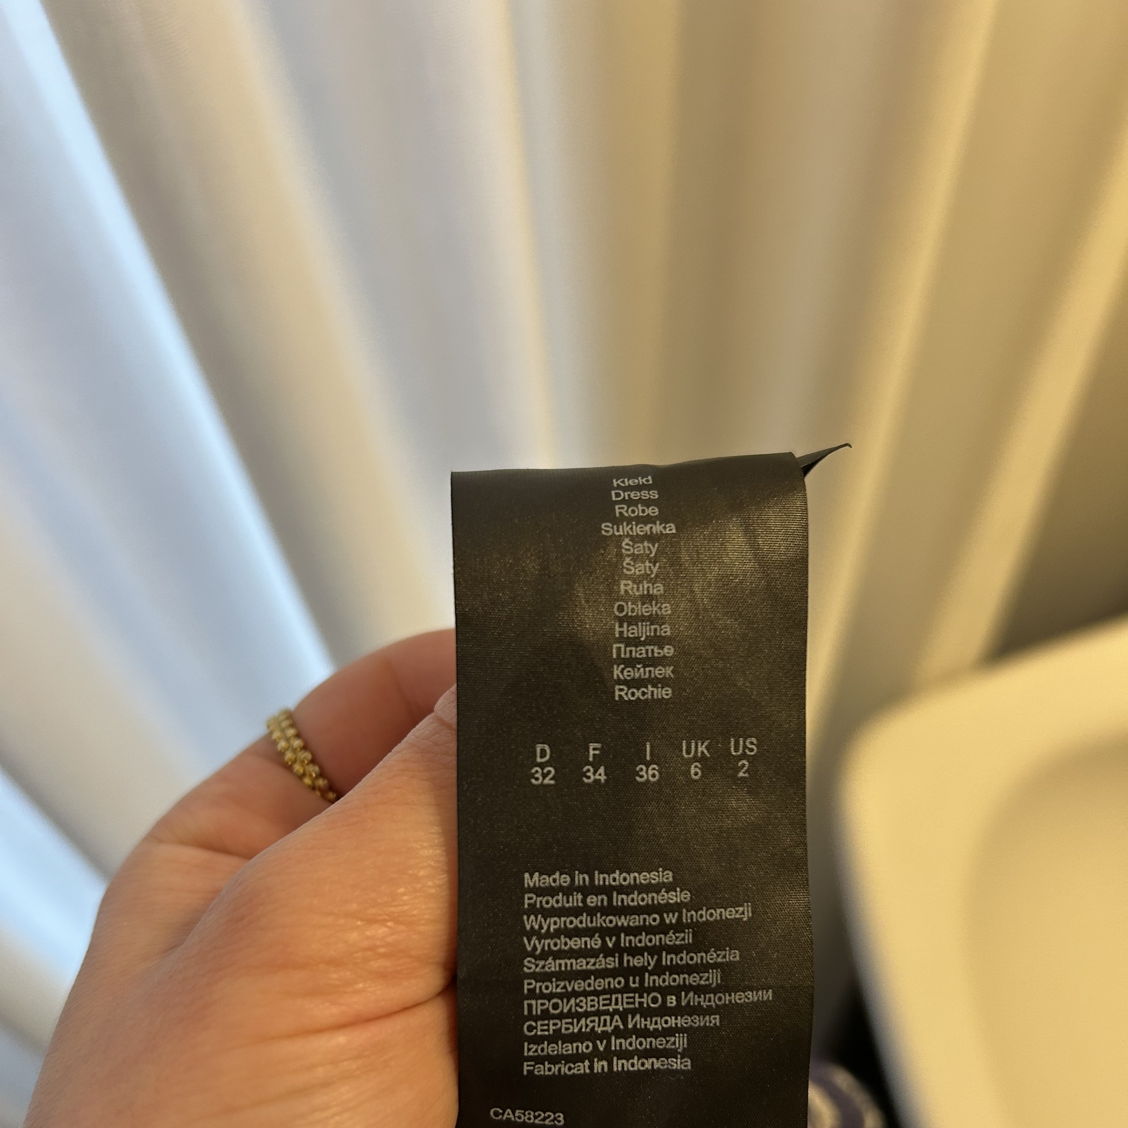 Kleid
Dress
Robe
Sukienka
Šaty
Šaty
Ruha
Obleka
Haljina
Платье
Көйлек
Rochie
D F I UK US
32 34 36 6 2
Made in Indonesia
Produit en Indonésie
Wyprodukowano w Indonezji
Vyrobené v Indonézii
Származási hely Indonézia
Proizvedeno u Indoneziji
ПРОИЗВЕДЕНО в Индонезии
СЕРБИЯДА Индонезия
Izdelano v Indoneziji
Fabricat in Indonesia
CA58223